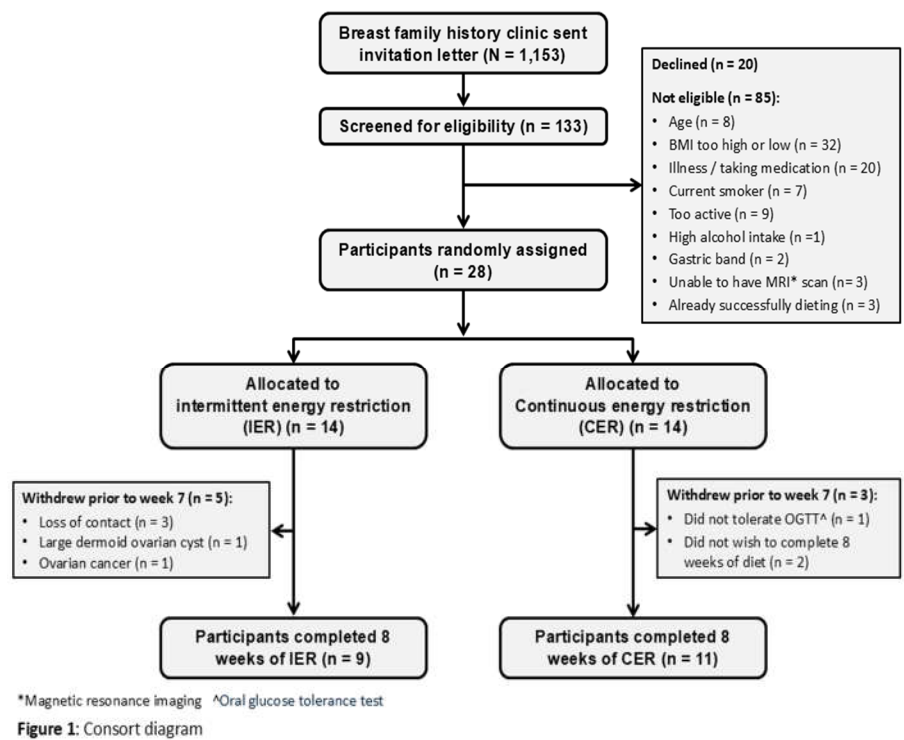 Breast family history clinic sent
invitation letter (N = 1,153)
Screened for eligibility (n = 133)
Declined (n = 20)
Not eligible (n = 85):
• Age (n = 8)
• BMI too high or low (n = 32)
• Illness / taking medication (n = 20)
• Current smoker (n = 7)
• Too active (n = 9)
• High alcohol intake (n =1)
• Gastric band (n = 2)
• Unable to have MRI* scan (n= 3)
• Already successfully dieting (n = 3)
Participants randomly assigned
(n = 28)
Allocated to
intermittent energy restriction
(IER) (n = 14)
Allocated to
Continuous energy restriction
(CER) (n = 14)
Withdrew prior to week 7 (n = 5):
• Loss of contact (n = 3)
• Large dermoid ovarian cyst (n = 1)
• Ovarian cancer (n = 1)
Withdrew prior to week 7 (n = 3):
• Did not tolerate OGTT^ (n = 1)
• Did not wish to complete 8
weeks of diet (n = 2)
Participants completed 8
weeks of IER (n = 9)
Participants completed 8
weeks of CER (n = 11)
*Magnetic resonance imaging ^Oral glucose tolerance test
Figure 1: Consort diagram